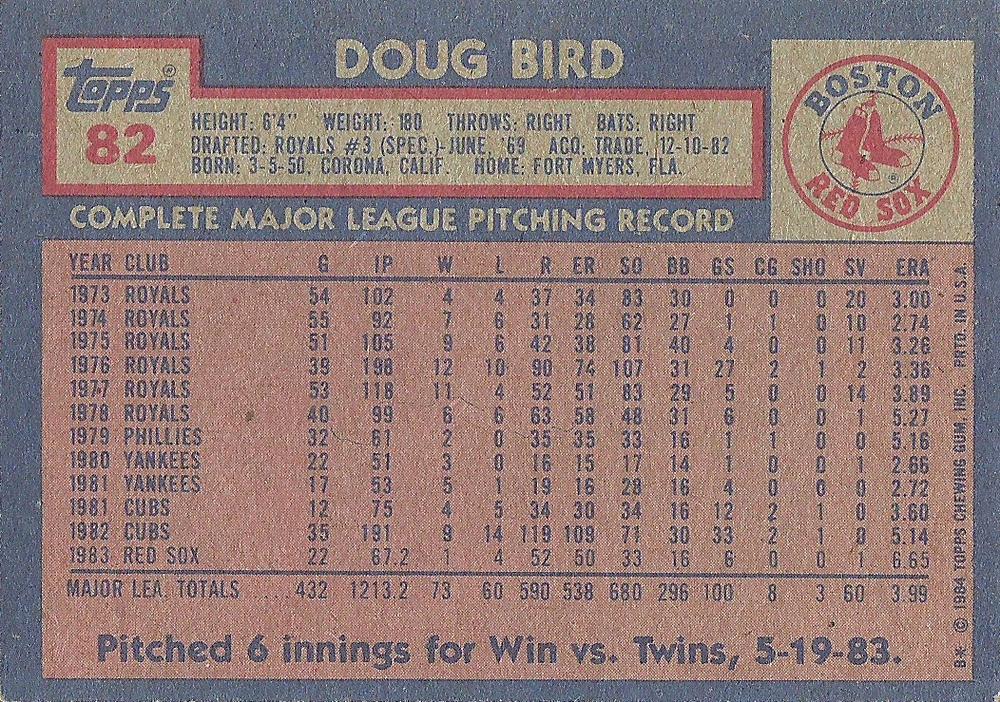 DOUG BIRD
Topps®
82
HEIGHT: 6'4" WEIGHT: 180 THROWS: RIGHT BATS: RIGHT
DRAFTED: ROYALS #3 (SPEC.)-JUNE, '69 ACQ: TRADE, 12-10-82
BORN: 3-5-50, CORONA, CALIF. HOME: FORT MYERS, FLA.
BOSTON
RED SOX
®
COMPLETE MAJOR LEAGUE PITCHING RECORD
YEAR CLUB G IP W L R ER SO BB GS CG SHO SV ERA
1973 ROYALS 54 102 4 4 37 34 83 30 0 0 0 20 3.00
1974 ROYALS 55 92 7 6 31 28 62 27 1 1 0 10 2.74
1975 ROYALS 51 105 9 6 42 38 81 40 4 0 0 11 3.26
1976 ROYALS 39 198 12 10 90 74 107 31 27 2 1 2 3.36
1977 ROYALS 53 118 11 4 52 51 83 29 5 0 0 14 3.89
1978 ROYALS 40 99 6 6 63 58 48 31 6 0 0 1 5.27
1979 PHILLIES 32 61 2 0 35 35 33 16 1 1 0 0 5.16
1980 YANKEES 22 51 3 0 16 15 17 14 1 0 0 1 2.66
1981 YANKEES 17 53 5 1 19 16 28 16 4 0 0 0 2.72
1981 CUBS 12 75 4 5 34 30 34 16 12 2 1 0 3.60
1982 CUBS 35 191 9 14 119 109 71 30 33 2 1 0 5.14
1983 RED SOX 22 67.2 1 4 52 50 33 16 6 0 0 1 6.65
MAJOR LEA. TOTALS .... 432 1213.2 73 60 590 538 680 296 100 8 3 60 3.99
Pitched 6 innings for Win vs. Twins, 5-19-83.
B* © 1984 TOPPS CHEWING GUM, INC. PRTD. IN U.S.A.